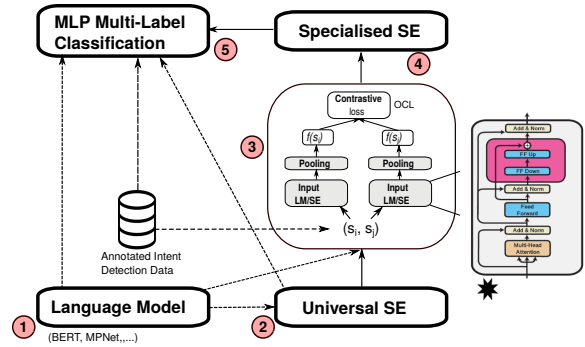 MLP Multi-Label
Classification
5
Specialised SE
4
Contrastive
loss
OCL
3
f(si)
f(sj)
Pooling
Pooling
Input
LM/SE
Input
LM/SE
(si, sj)
Add & Norm
FF Up
FF Down
Add & Norm
Feed
Forward
Add & Norm
Multi-Head
Attention
Annotated Intent
Detection Data
1
Language Model
(BERT, MPNet,,...)
2
Universal SE